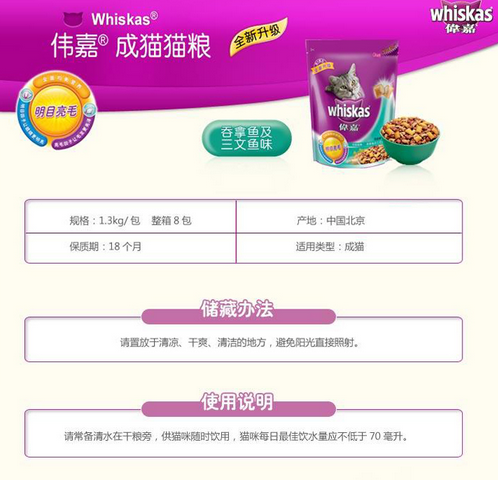 Whiskas®
伟嘉® 成猫猫粮
全新升级
whiskas
偉嘉
明目亮毛
吞拿鱼及
三文鱼味
whiskas
偉嘉
明目亮毛
规格：1.3kg/ 包 整箱 8 包
产地：中国北京
保质期：18 个月
适用类型：成猫
储藏办法
请置放于清凉、干爽、清洁的地方，避免阳光直接照射。
使用说明
请常备清水在干粮旁，供猫咪随时饮用，猫咪每日最佳饮水量应不低于 70 毫升。